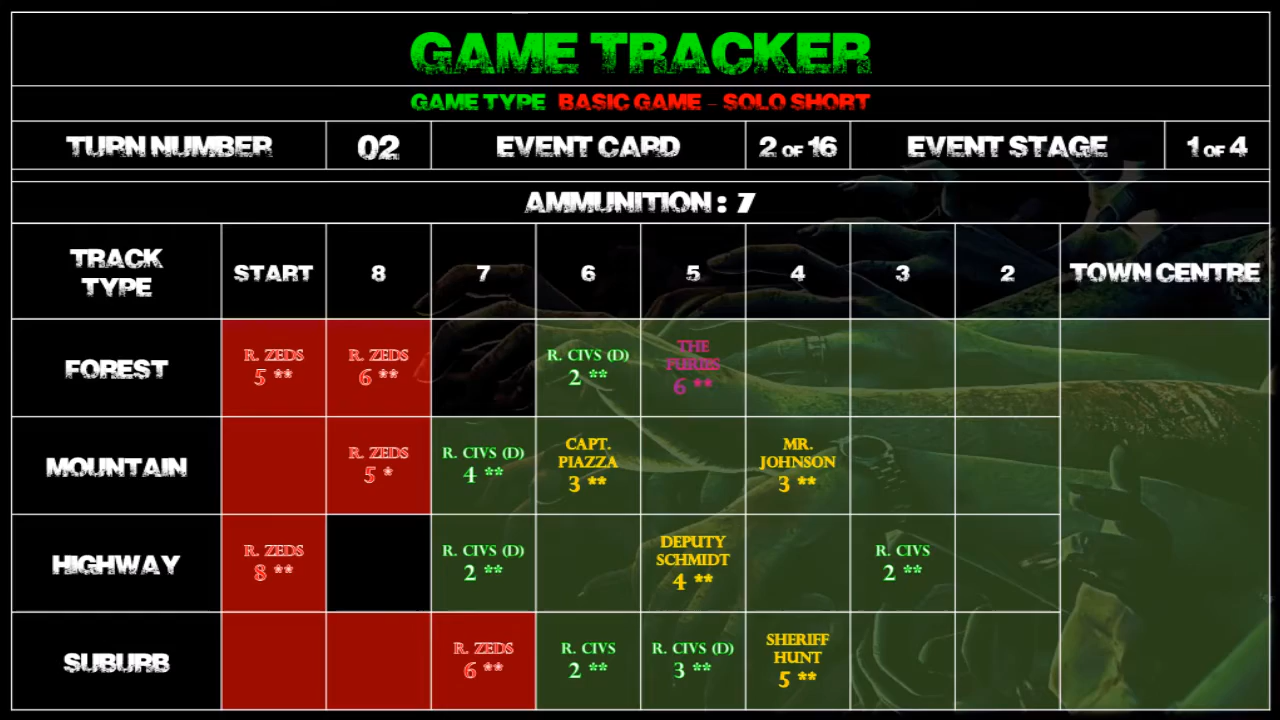 GAME TRACKER
GAME TYPE BASIC GAME – SOLO SHORT
TURN NUMBER 02 EVENT CARD 2 OF 16 EVENT STAGE 1 OF 4
AMMUNITION : 7
TRACK TYPE START 8 7 6 5 4 3 2 TOWN CENTRE
FOREST
R. ZEDS
5 **
R. ZEDS
6 **
R. CIVS (D)
2 **
THE
FURIES
6 **
MOUNTAIN
R. ZEDS
5 *
R. CIVS (D)
4 **
CAPT.
PIAZZA
3 **
MR.
JOHNSON
3 **
HIGHWAY
R. ZEDS
8 **
R. CIVS (D)
2 **
DEPUTY
SCHMIDT
4 **
R. CIVS
2 **
SUBURB
R. ZEDS
6 **
R. CIVS
2 **
R. CIVS (D)
3 **
SHERIFF
HUNT
5 **